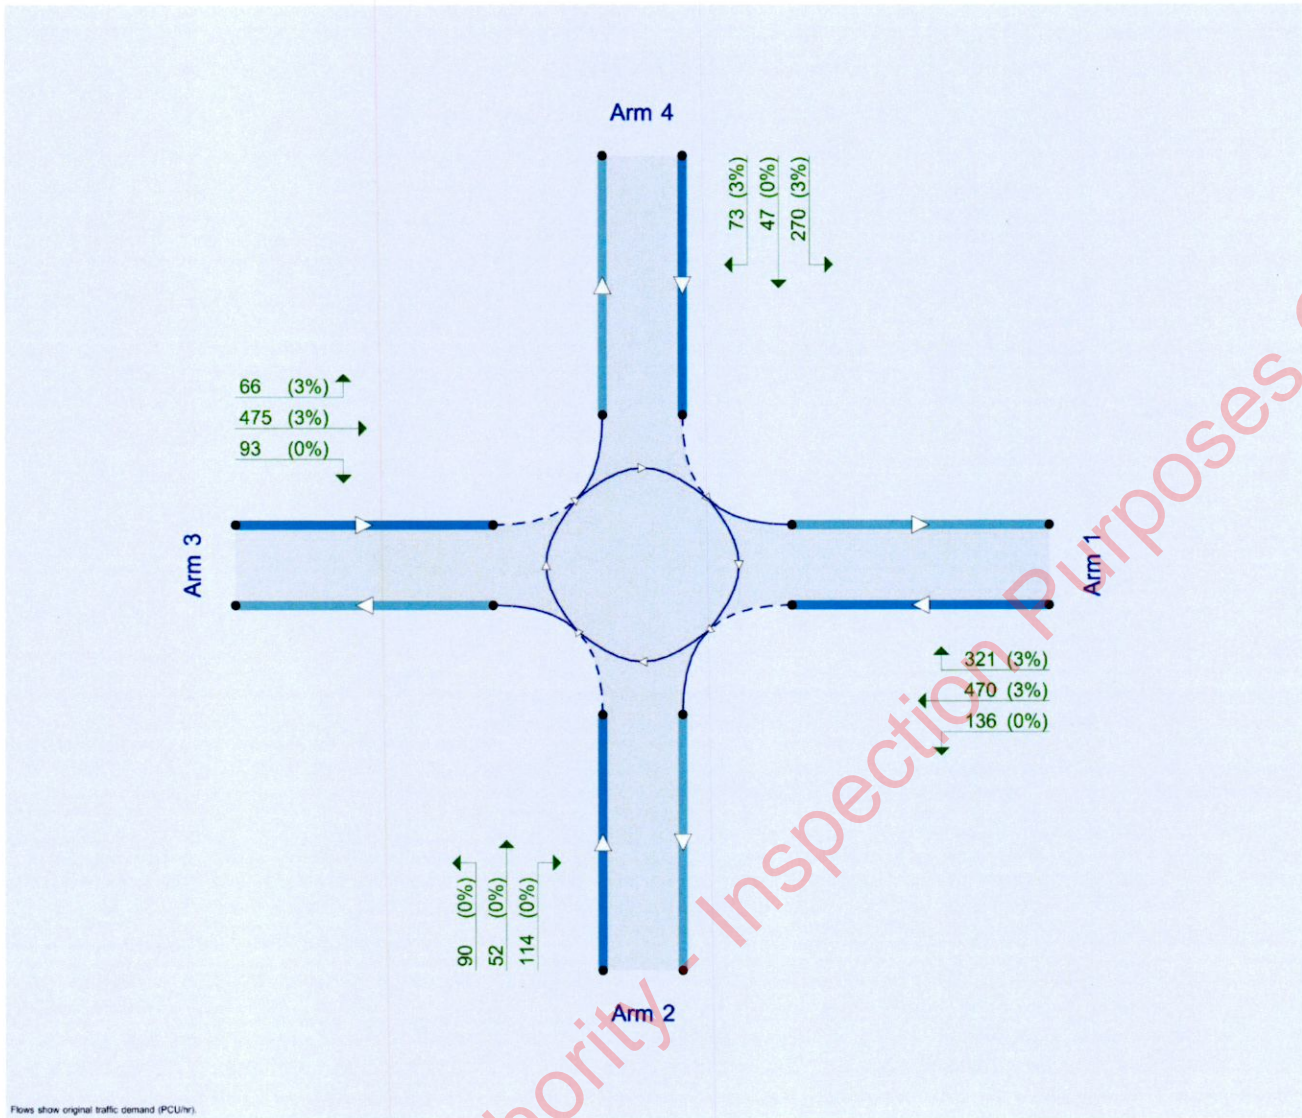 Arm 4
73 (3%)
47 (0%)
270 (3%)
66 (3%)
475 (3%)
93 (0%)
Arm 3
Arm 1
321 (3%)
470 (3%)
136 (0%)
90 (0%)
52 (0%)
114 (0%)
Arm 2
hority - Inspection Purposes
Flows show original traffic demand (PCU/hr).